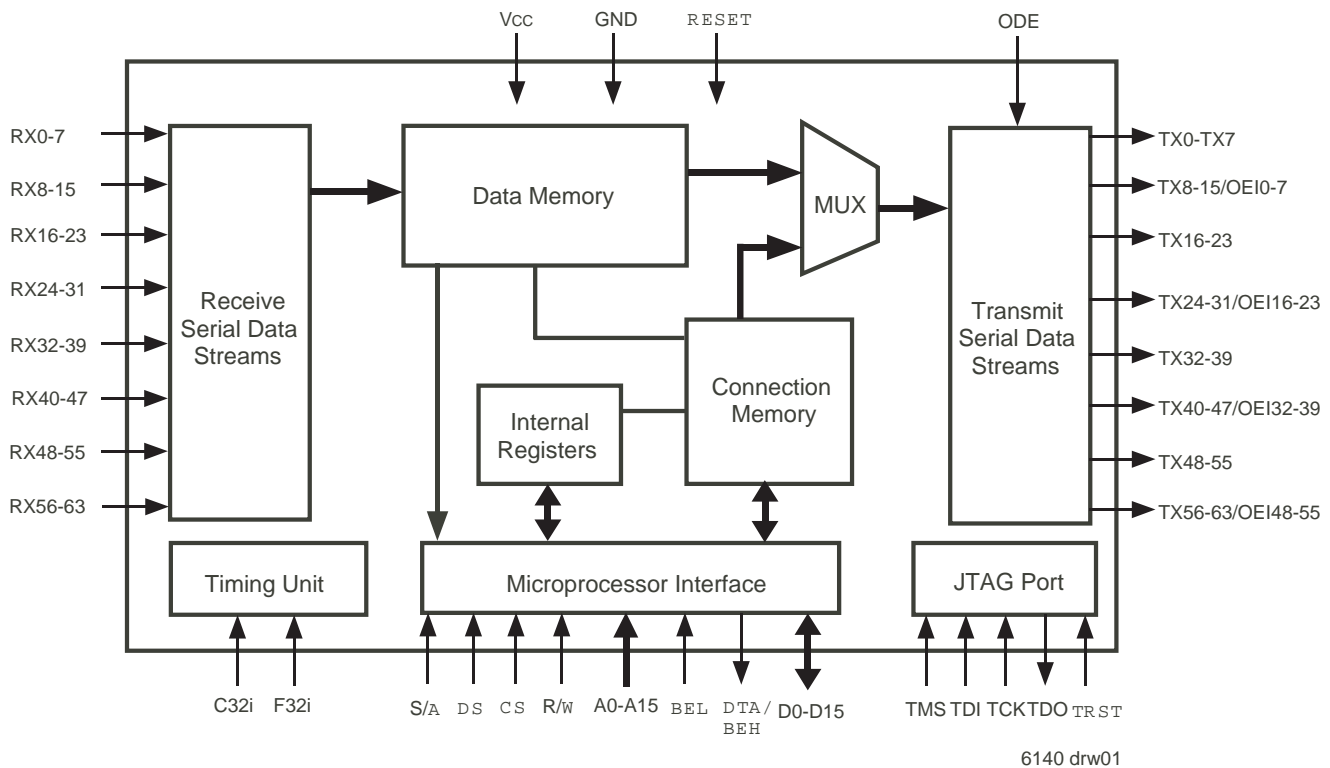 Vcc
GND
RESET
ODE
RX0-7
RX8-15
RX16-23
RX24-31
RX32-39
RX40-47
RX48-55
RX56-63
Receive
Serial Data
Streams
Data Memory
MUX
Internal
Registers
Connection
Memory
Transmit
Serial Data
Streams
TX0-TX7
TX8-15/OEI0-7
TX16-23
TX24-31/OEI16-23
TX32-39
TX40-47/OEI32-39
TX48-55
TX56-63/OEI48-55
Timing Unit
Microprocessor Interface
JTAG Port
C32i
F32i
S/A
DS
CS
R/W
A0-A15
BEL
DTA/
BEH
D0-D15
TMS
TDI
TCK
TDO
TRST
6140 drw01